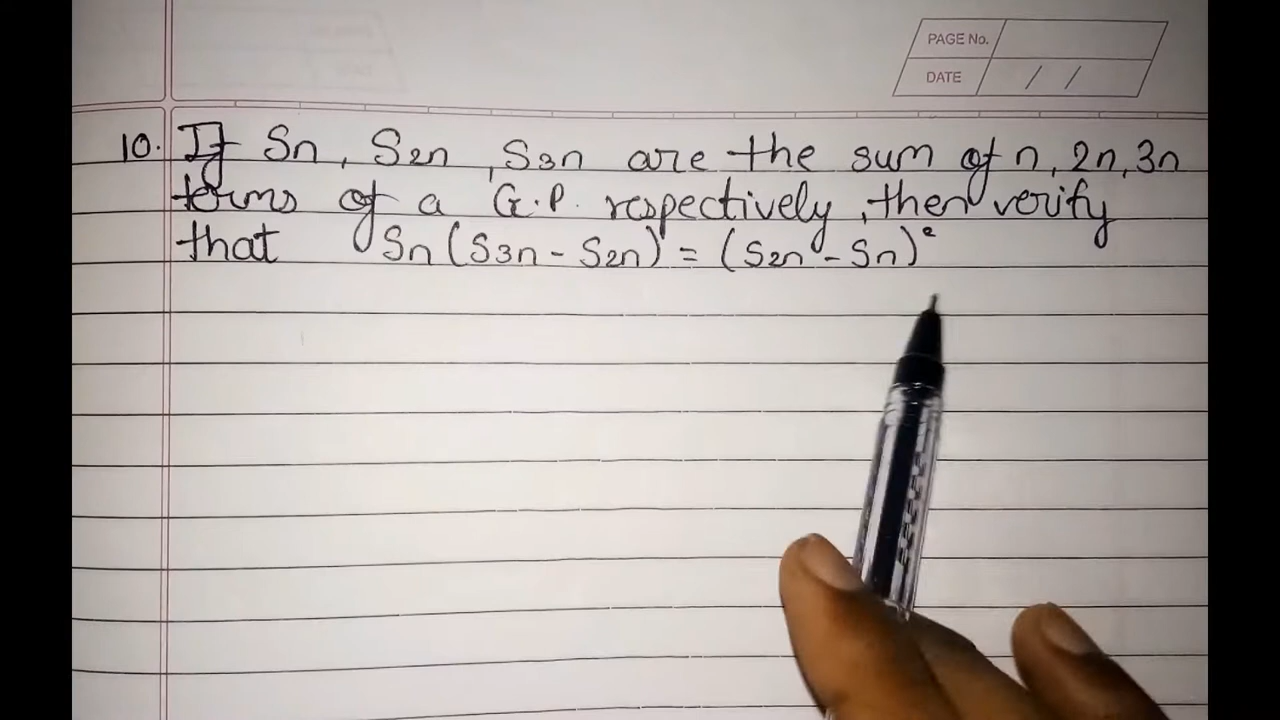 PAGE No.
DATE / /
10. If Sn, S2n, S3n are the sum of n, 2n, 3n
terms of a G.P. respectively, then verify
that Sn(S3n - S2n) = (S2n - Sn)²